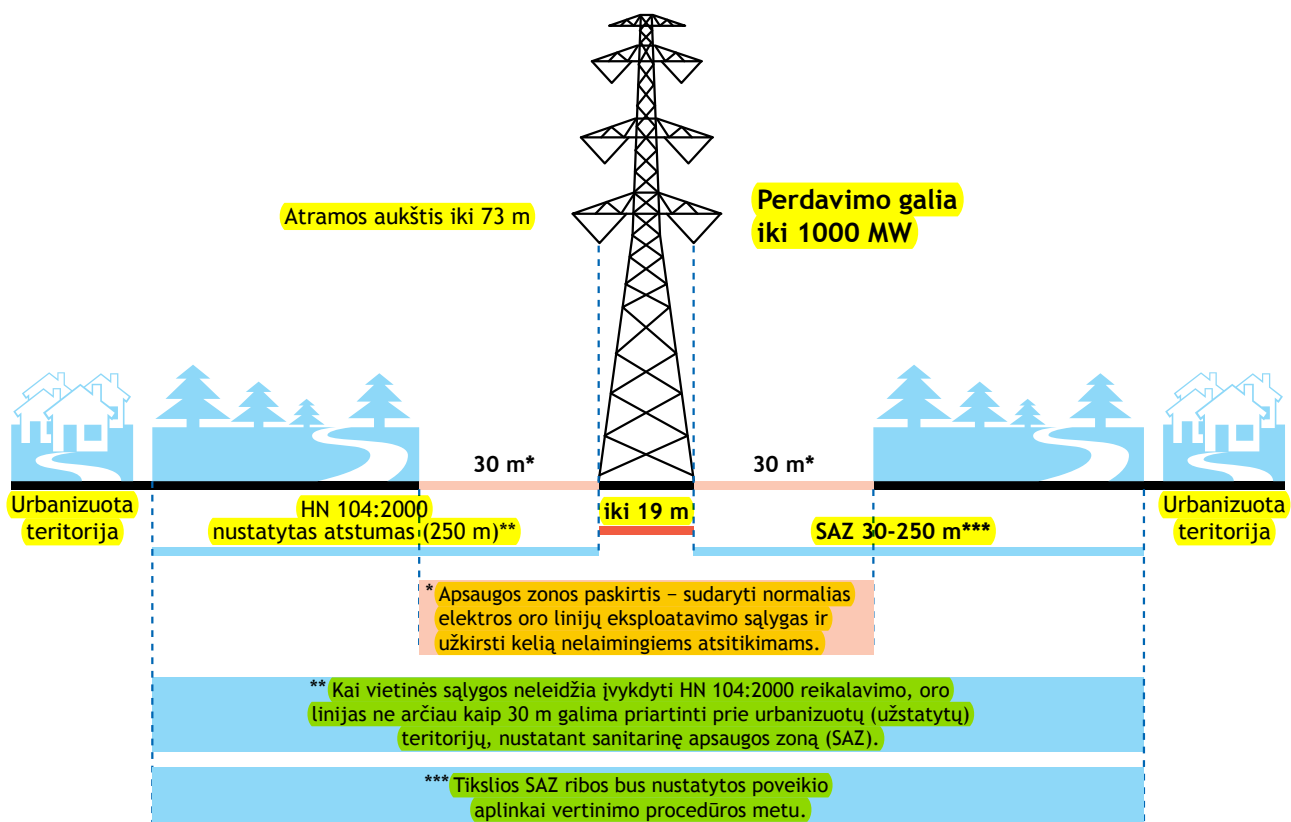 Atramos aukštis iki 73 m
Perdavimo galia
iki 1000 MW
30 m*
30 m*
Urbanizuota
teritorija
HN 104:2000
nustatytas atstumas (250 m)**
iki 19 m
SAZ 30-250 m***
Urbanizuota
teritorija
* Apsaugos zonos paskirtis – sudaryti normalias
elektros oro linijų eksploatavimo sąlygas ir
užkirsti kelią nelaimingiems atsitikimams.
** Kai vietinės sąlygos neleidžia įvykdyti HN 104:2000 reikalavimo, oro
linijas ne arčiau kaip 30 m galima priartinti prie urbanizuotų (užstatytų)
teritorijų, nustatant sanitarinę apsaugos zoną (SAZ).
*** Tikslios SAZ ribos bus nustatytos poveikio
aplinkai vertinimo procedūros metu.